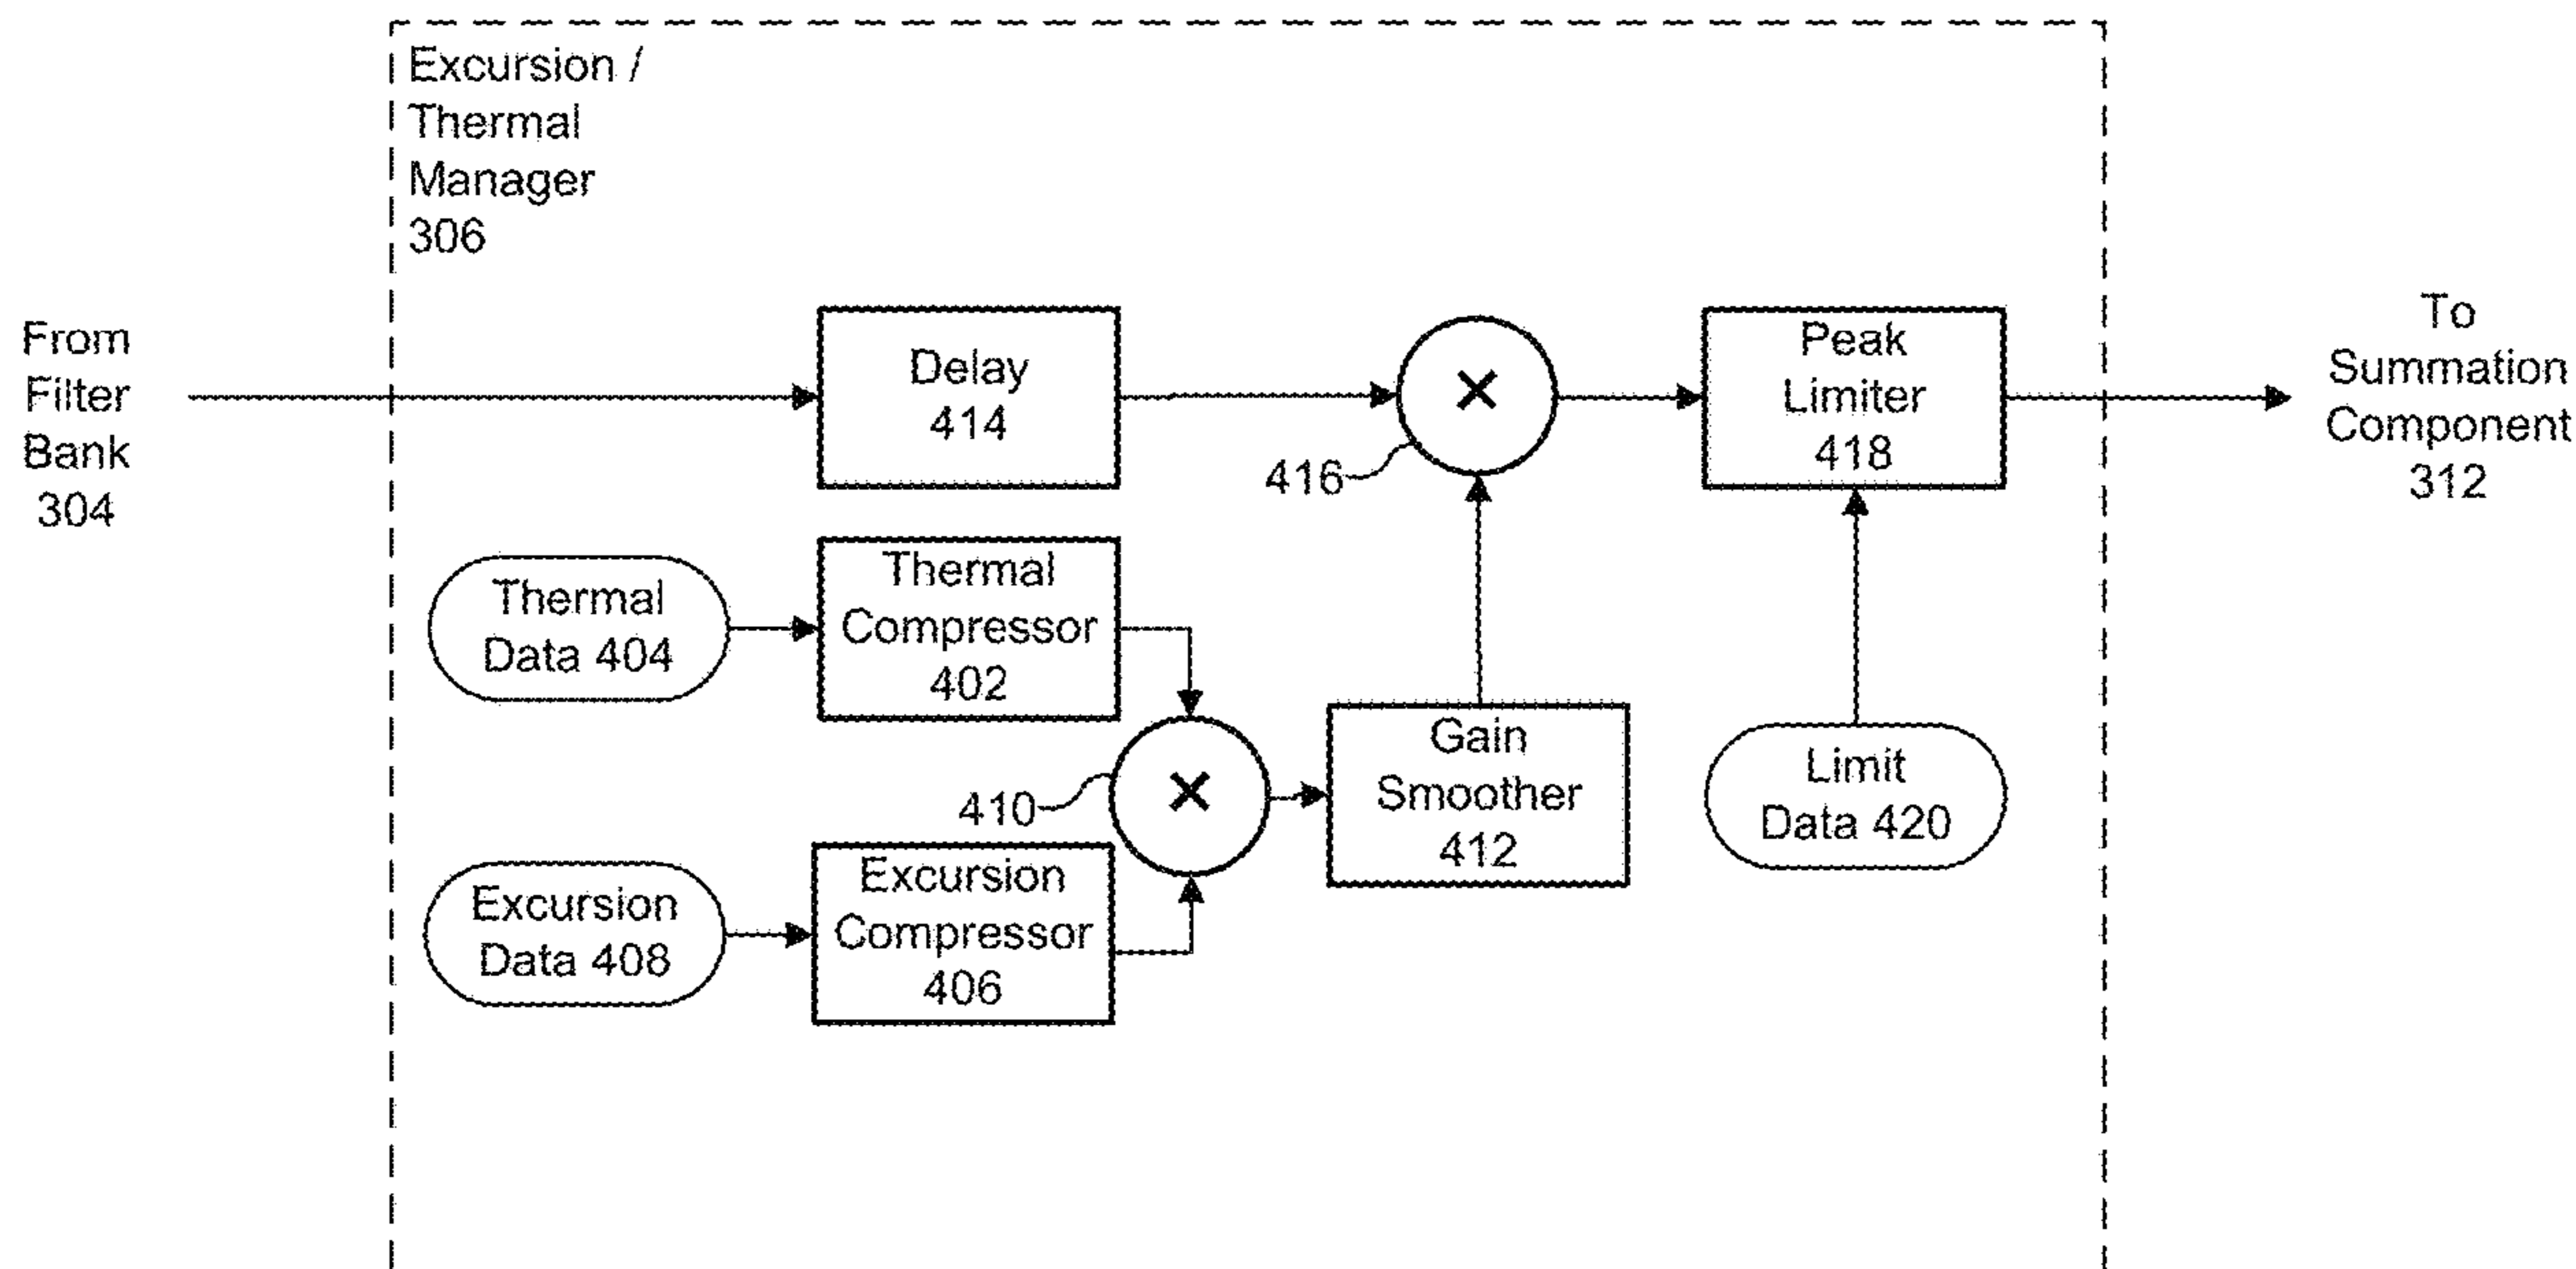 Excursion /
Thermal
Manager
306
From
Filter
Bank
304
Delay
414
×
416
Peak
Limiter
418
To
Summation
Component
312
Thermal
Data 404
Thermal
Compressor
402
410
×
Gain
Smoother
412
Limit
Data 420
Excursion
Data 408
Excursion
Compressor
406